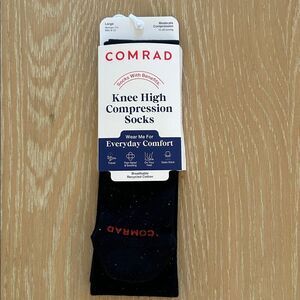 Large
Moderate
Compression
COMRAD
Socks With Benefits
Knee High
Compression
Socks
Wear Me For
Everyday Comfort
Travel
Breathable
Recycled Cotton
COMRAD